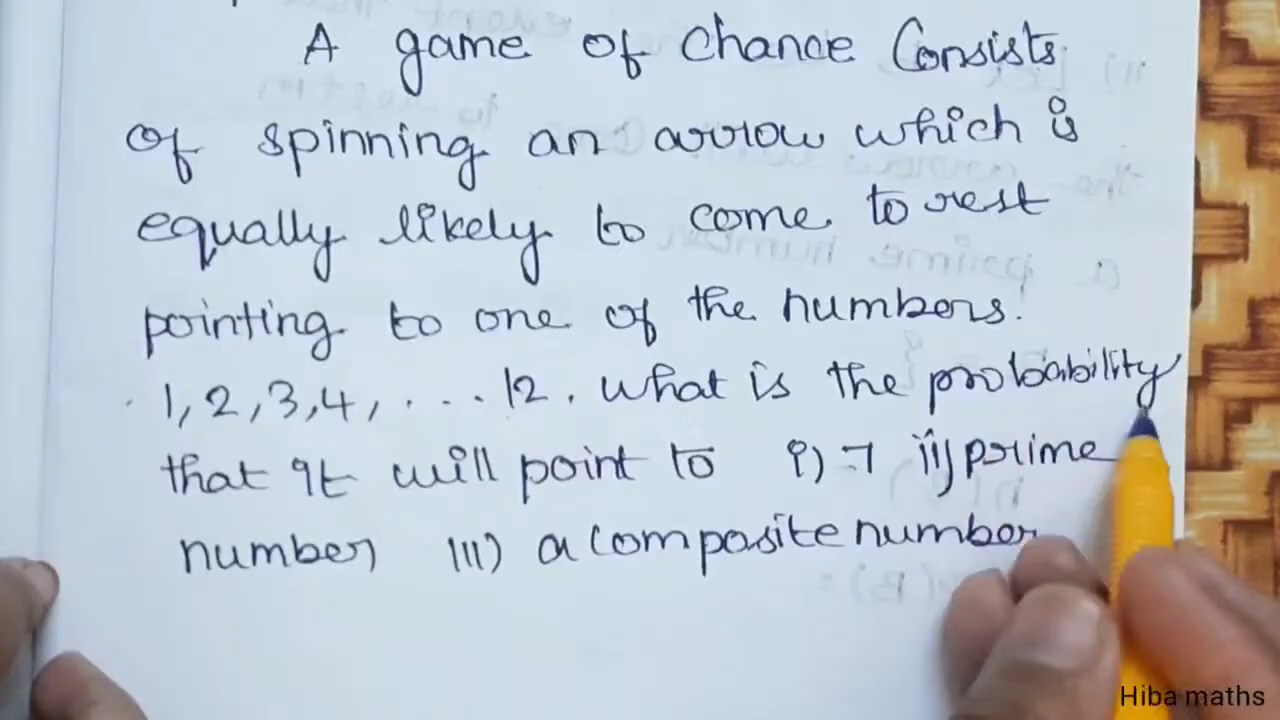 A game of chance Consists
of spinning an arrow which is
equally likely to come to rest
pointing to one of the numbers.
1, 2, 3, 4, . . . . 12. what is the probability
that it will point to i) 7 ii) prime
number iii) a composite number
Hiba maths